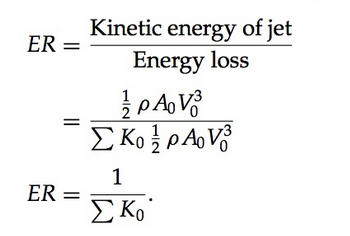 ER = Kinetic energy of jet / Energy loss
= ½ ρ A₀ V₀³ / ∑ K₀ ½ ρ A₀ V₀³
ER = 1 / ∑ K₀ .